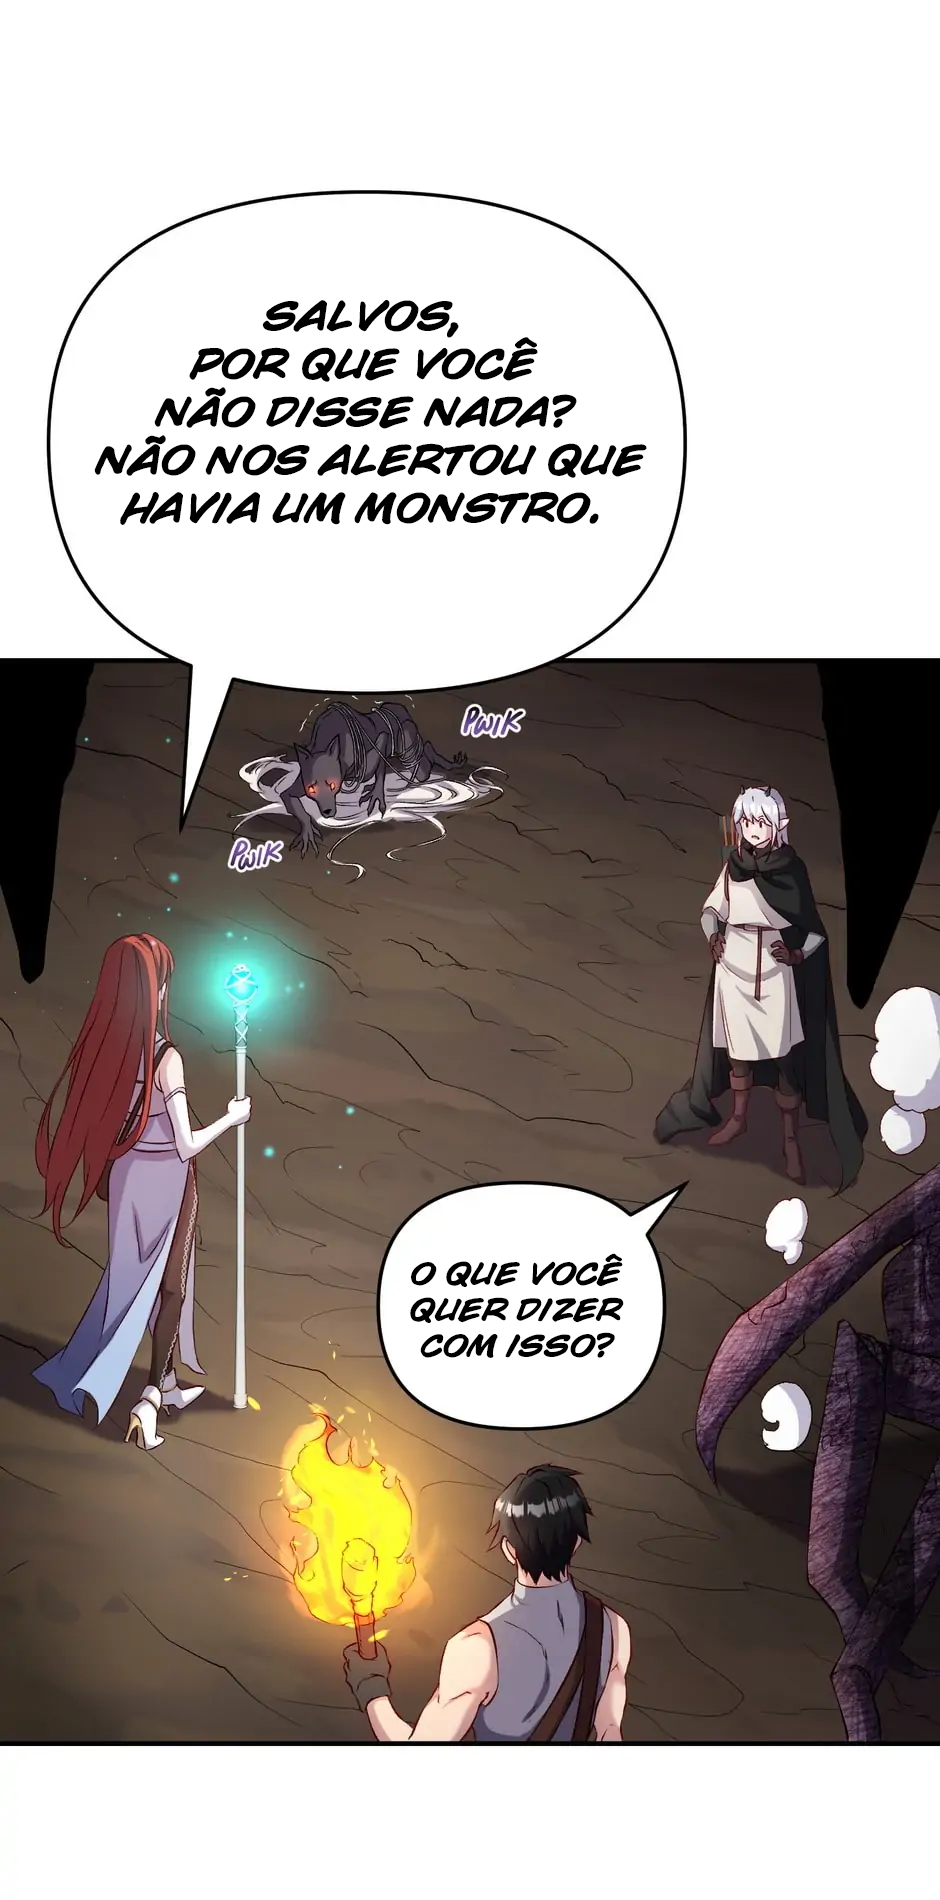 SALVOS,
POR QUE VOCÊ
NÃO DISSE NADA?
NÃO NOS ALERTOU QUE
HAVIA UM MONSTRO.
PWIK
PWIK
O QUE VOCÊ
QUER DIZER
COM ISSO?